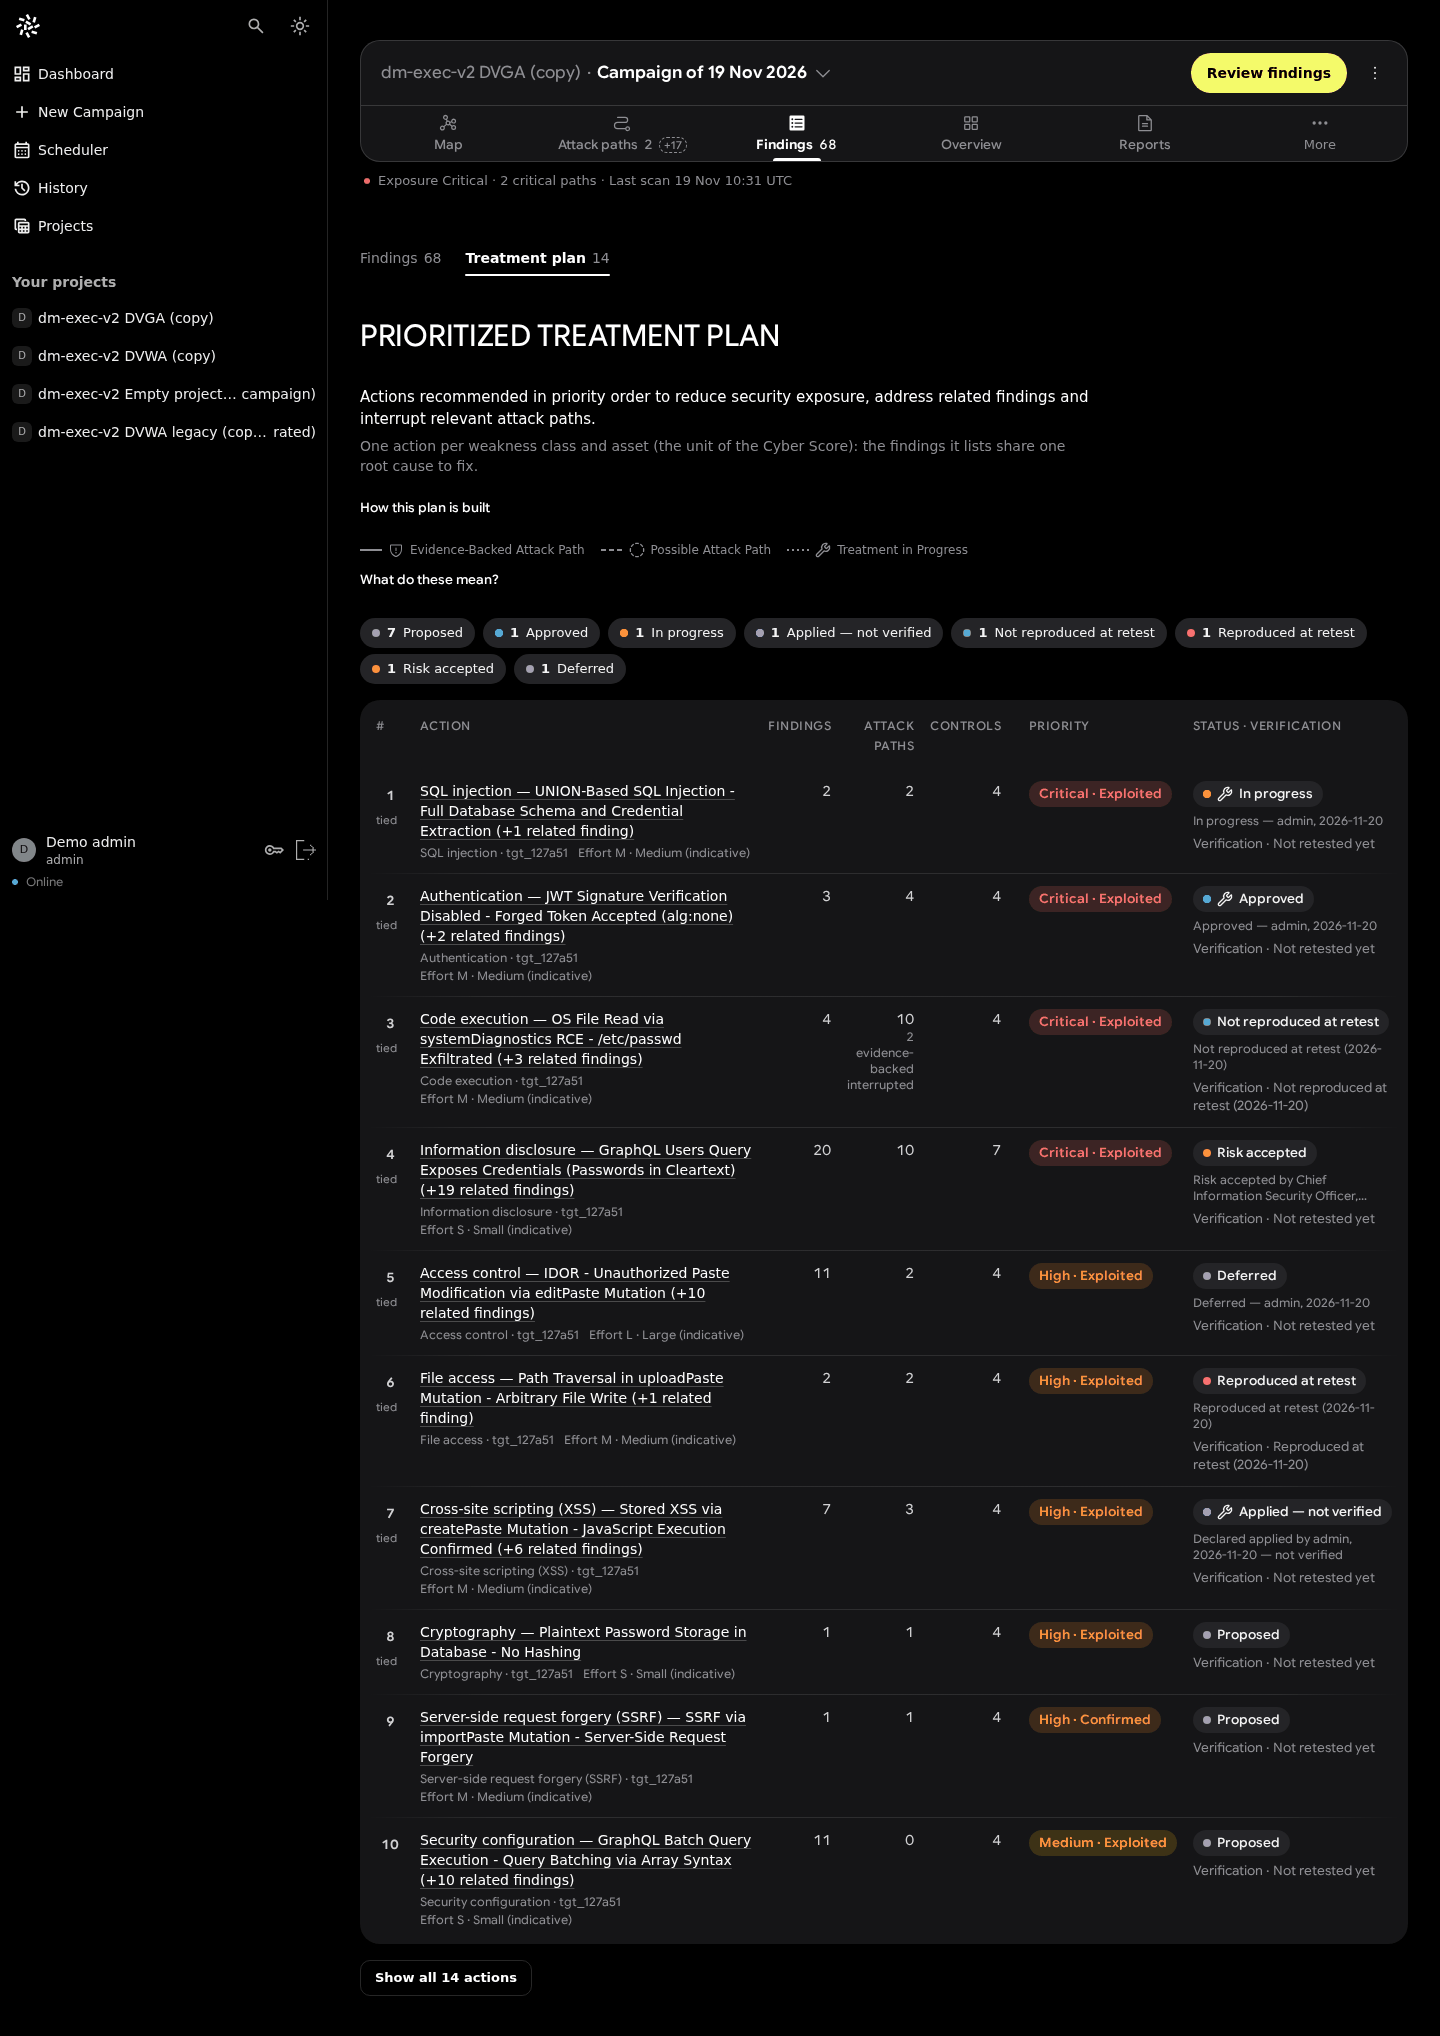 Dashboard
New Campaign
Scheduler
History
Projects
Your projects
D dm-exec-v2 DVGA (copy)
D dm-exec-v2 DVWA (copy)
D dm-exec-v2 Empty project… campaign)
D dm-exec-v2 DVWA legacy (cop… rated)
D Demo admin
admin
Online
dm-exec-v2 DVGA (copy) · Campaign of 19 Nov 2026
Review findings
Map
Attack paths 2 +17
Findings 68
Overview
Reports
More
Exposure Critical · 2 critical paths · Last scan 19 Nov 10:31 UTC
Findings 68
Treatment plan 14
PRIORITIZED TREATMENT PLAN
Actions recommended in priority order to reduce security exposure, address related findings and
interrupt relevant attack paths.
One action per weakness class and asset (the unit of the Cyber Score): the findings it lists share one
root cause to fix.
How this plan is built
Evidence-Backed Attack Path
Possible Attack Path
Treatment in Progress
What do these mean?
7 Proposed
1 Approved
1 In progress
1 Applied — not verified
1 Not reproduced at retest
1 Reproduced at retest
1 Risk accepted
1 Deferred
# ACTION FINDINGS ATTACK PATHS CONTROLS PRIORITY STATUS · VERIFICATION
1
tied
SQL injection — UNION-Based SQL Injection -
Full Database Schema and Credential
Extraction (+1 related finding)
SQL injection · tgt_127a51 Effort M · Medium (indicative)
2
2
4
Critical · Exploited
In progress
In progress — admin, 2026-11-20
Verification · Not retested yet
2
tied
Authentication — JWT Signature Verification
Disabled - Forged Token Accepted (alg:none)
(+2 related findings)
Authentication · tgt_127a51
Effort M · Medium (indicative)
3
4
4
Critical · Exploited
Approved
Approved — admin, 2026-11-20
Verification · Not retested yet
3
tied
Code execution — OS File Read via
systemDiagnostics RCE - /etc/passwd
Exfiltrated (+3 related findings)
Code execution · tgt_127a51
Effort M · Medium (indicative)
4
10
2
evidence-
backed
interrupted
4
Critical · Exploited
Not reproduced at retest
Not reproduced at retest (2026-
11-20)
Verification · Not reproduced at
retest (2026-11-20)
4
tied
Information disclosure — GraphQL Users Query
Exposes Credentials (Passwords in Cleartext)
(+19 related findings)
Information disclosure · tgt_127a51
Effort S · Small (indicative)
20
10
7
Critical · Exploited
Risk accepted
Risk accepted by Chief
Information Security Officer,…
Verification · Not retested yet
5
tied
Access control — IDOR - Unauthorized Paste
Modification via editPaste Mutation (+10
related findings)
Access control · tgt_127a51 Effort L · Large (indicative)
11
2
4
High · Exploited
Deferred
Deferred — admin, 2026-11-20
Verification · Not retested yet
6
tied
File access — Path Traversal in uploadPaste
Mutation - Arbitrary File Write (+1 related
finding)
File access · tgt_127a51 Effort M · Medium (indicative)
2
2
4
High · Exploited
Reproduced at retest
Reproduced at retest (2026-11-
20)
Verification · Reproduced at
retest (2026-11-20)
7
tied
Cross-site scripting (XSS) — Stored XSS via
createPaste Mutation - JavaScript Execution
Confirmed (+6 related findings)
Cross-site scripting (XSS) · tgt_127a51
Effort M · Medium (indicative)
7
3
4
High · Exploited
Applied — not verified
Declared applied by admin,
2026-11-20 — not verified
Verification · Not retested yet
8
tied
Cryptography — Plaintext Password Storage in
Database - No Hashing
Cryptography · tgt_127a51 Effort S · Small (indicative)
1
1
4
High · Exploited
Proposed
Verification · Not retested yet
9
Server-side request forgery (SSRF) — SSRF via
importPaste Mutation - Server-Side Request
Forgery
Server-side request forgery (SSRF) · tgt_127a51
Effort M · Medium (indicative)
1
1
4
High · Confirmed
Proposed
Verification · Not retested yet
10
Security configuration — GraphQL Batch Query
Execution - Query Batching via Array Syntax
(+10 related findings)
Security configuration · tgt_127a51
Effort S · Small (indicative)
11
0
4
Medium · Exploited
Proposed
Verification · Not retested yet
Show all 14 actions